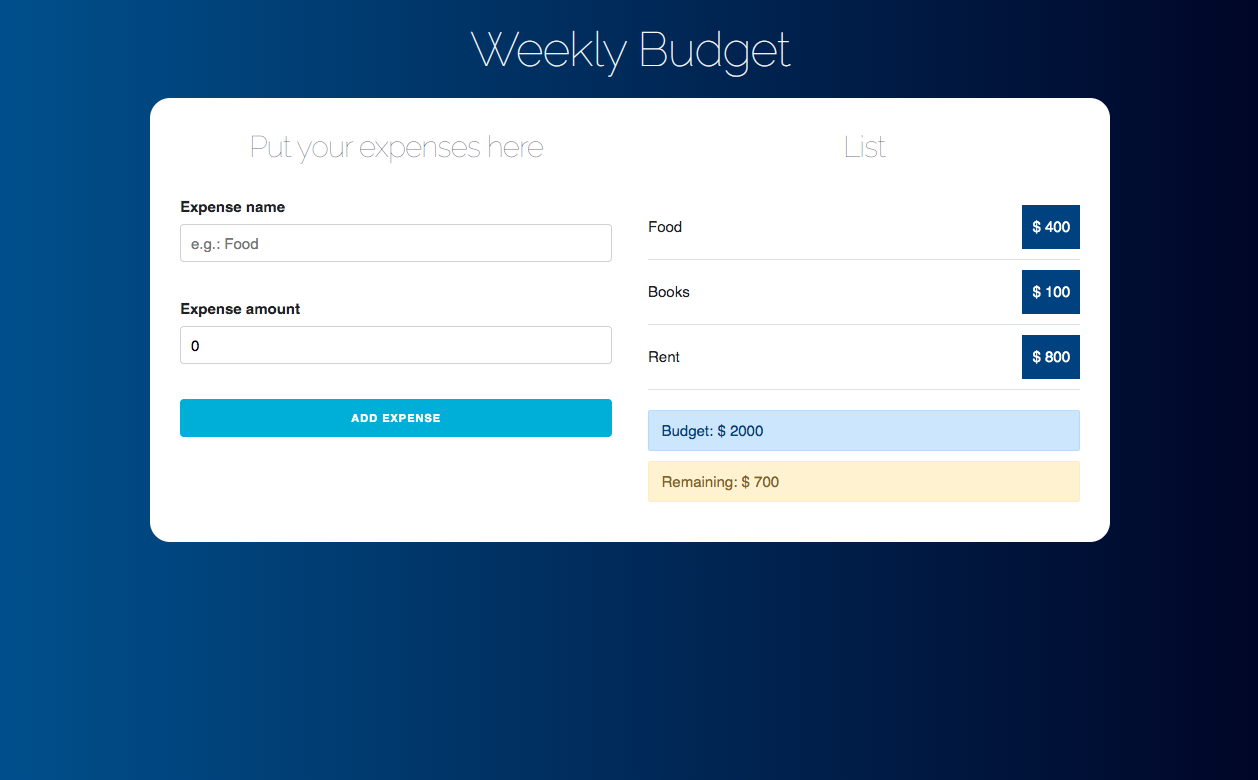 Weekly Budget
Put your expenses here
Expense name
e.g.: Food
Expense amount
0
ADD EXPENSE
List
Food $ 400
Books $ 100
Rent $ 800
Budget: $ 2000
Remaining: $ 700